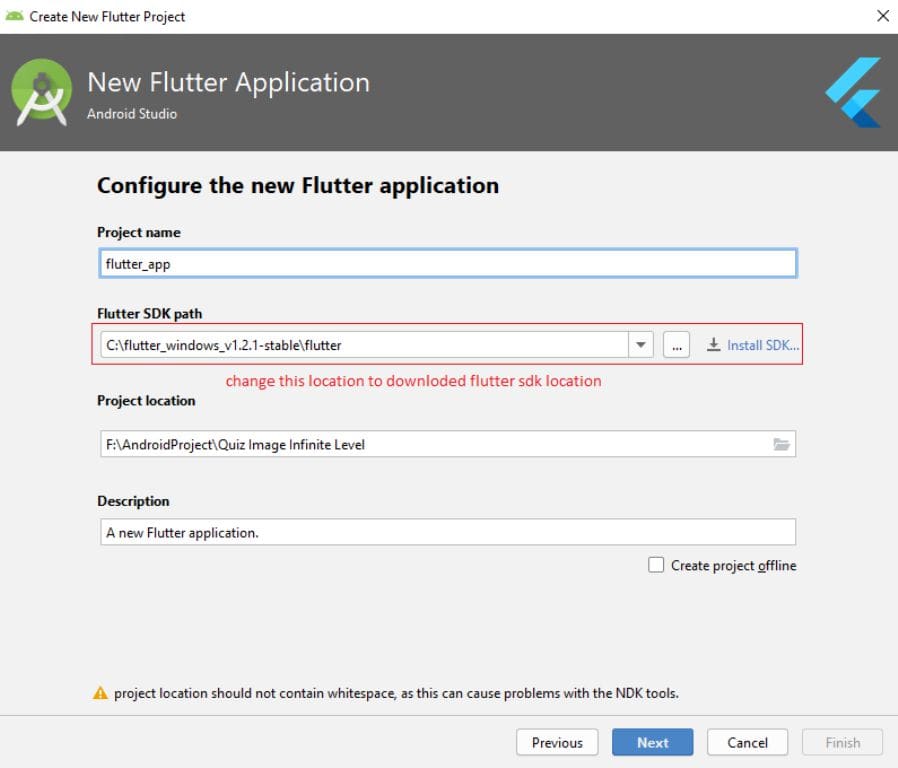 Create New Flutter Project
New Flutter Application
Android Studio
Configure the new Flutter application
Project name
flutter_app
Flutter SDK path
C:\flutter_windows_v1.2.1-stable\flutter
...
Install SDK...
change this location to downloded flutter sdk location
Project location
F:\AndroidProject\Quiz Image Infinite Level
Description
A new Flutter application.
Create project offline
project location should not contain whitespace, as this can cause problems with the NDK tools.
Previous
Next
Cancel
Finish